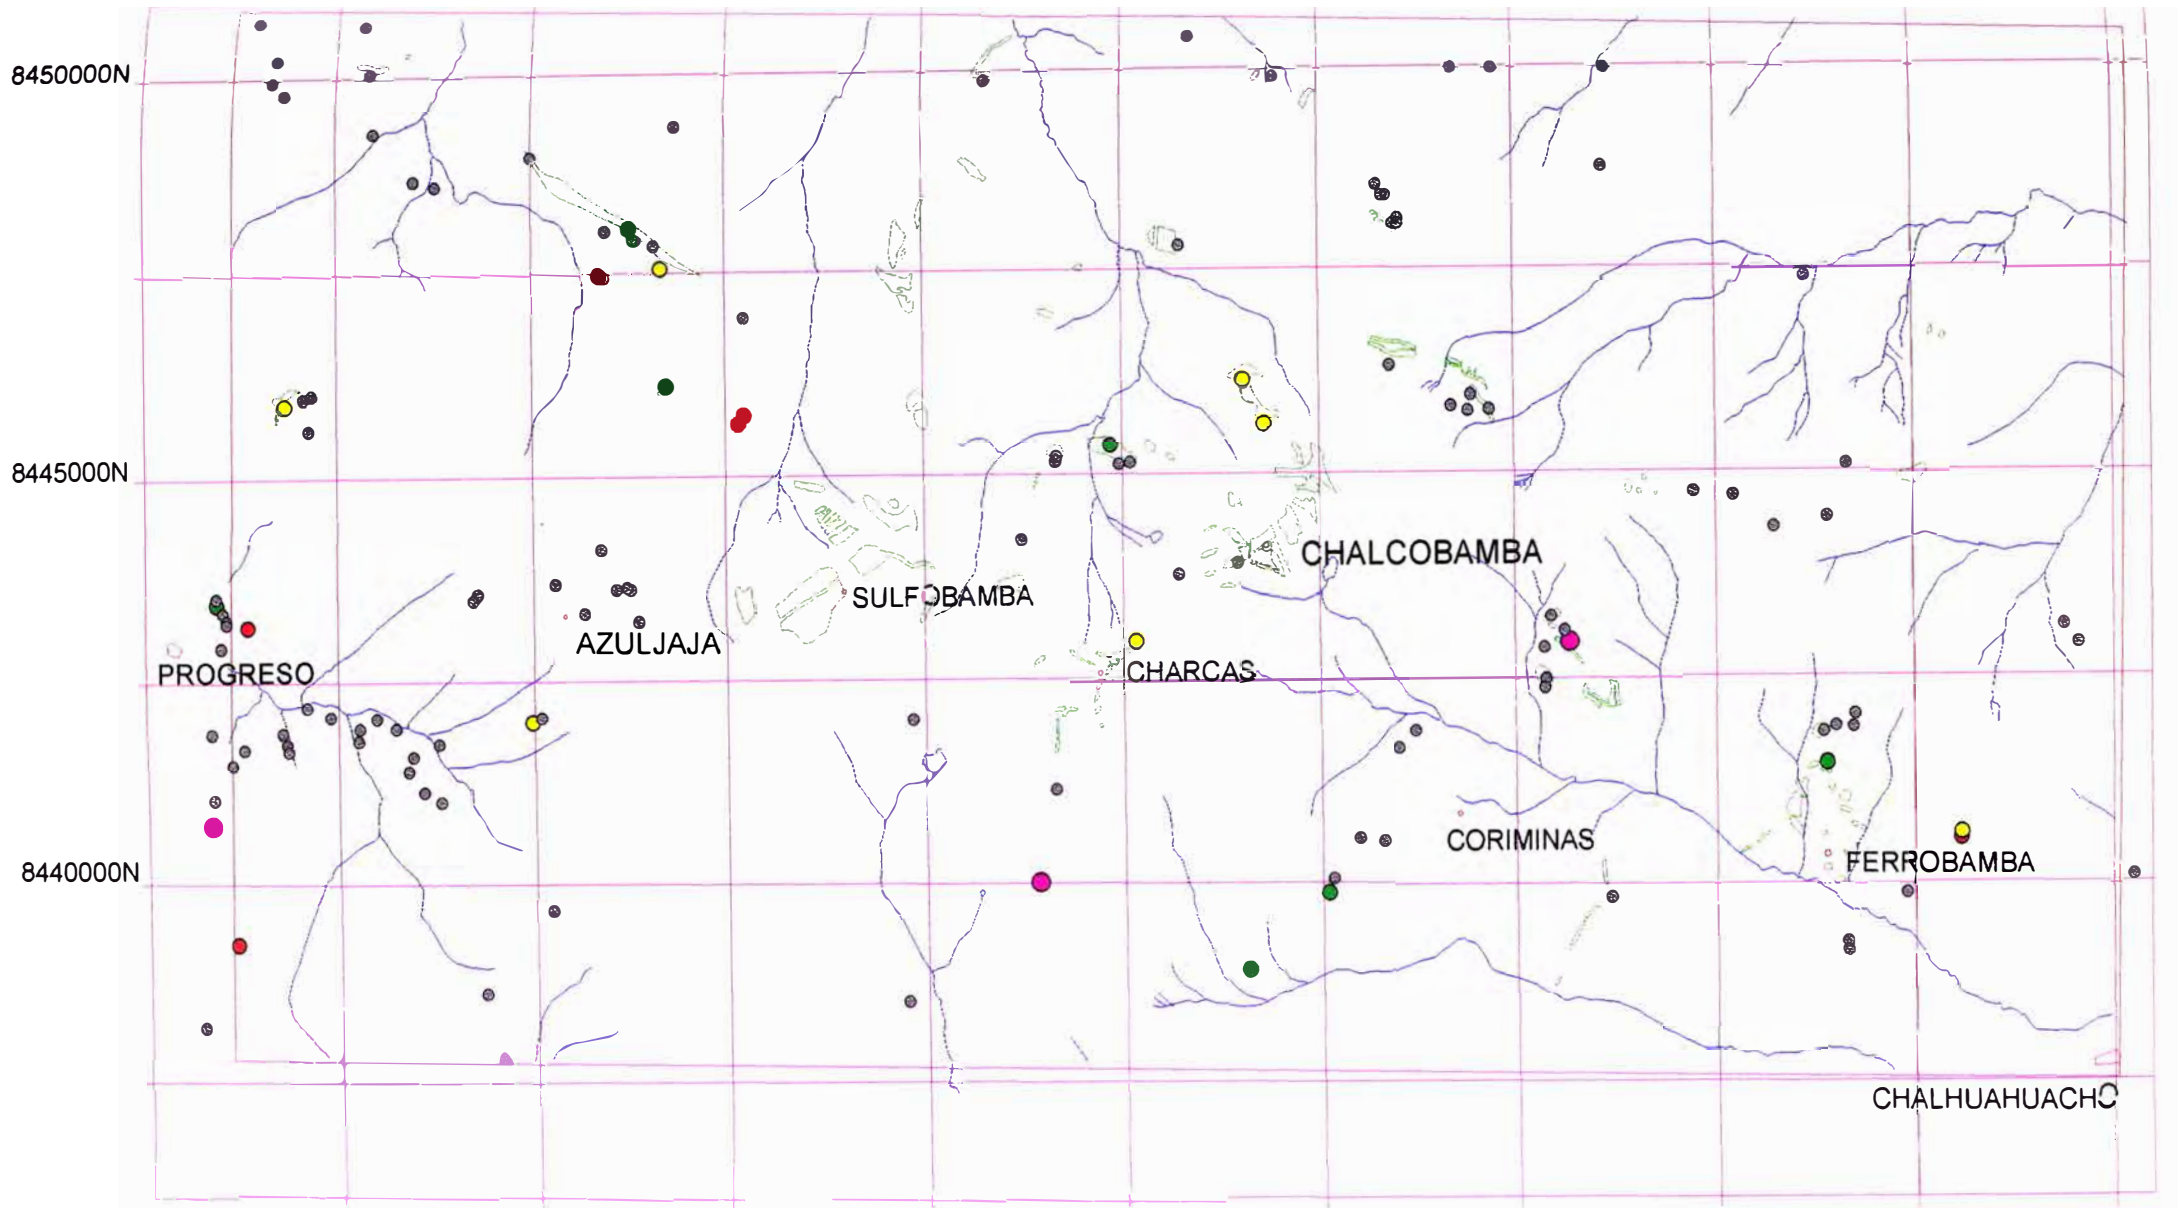 8450000N
8445000N
CHALCOBAMBA
SULFOBAMBA
AZULJAJA
CHARCAS
PROGRESO
CORIMINAS
FERROBAMBA
8440000N
CHALHUAHUACHO